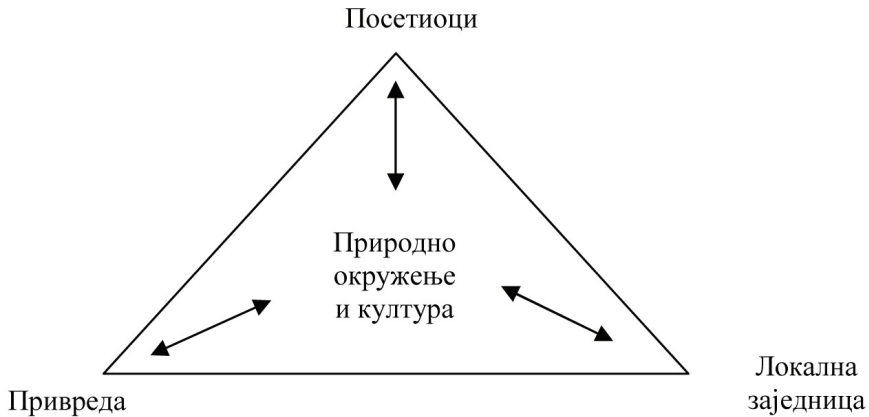 Посетиоци
Природно
окружење
и култура
Привреда
Локална
заједница